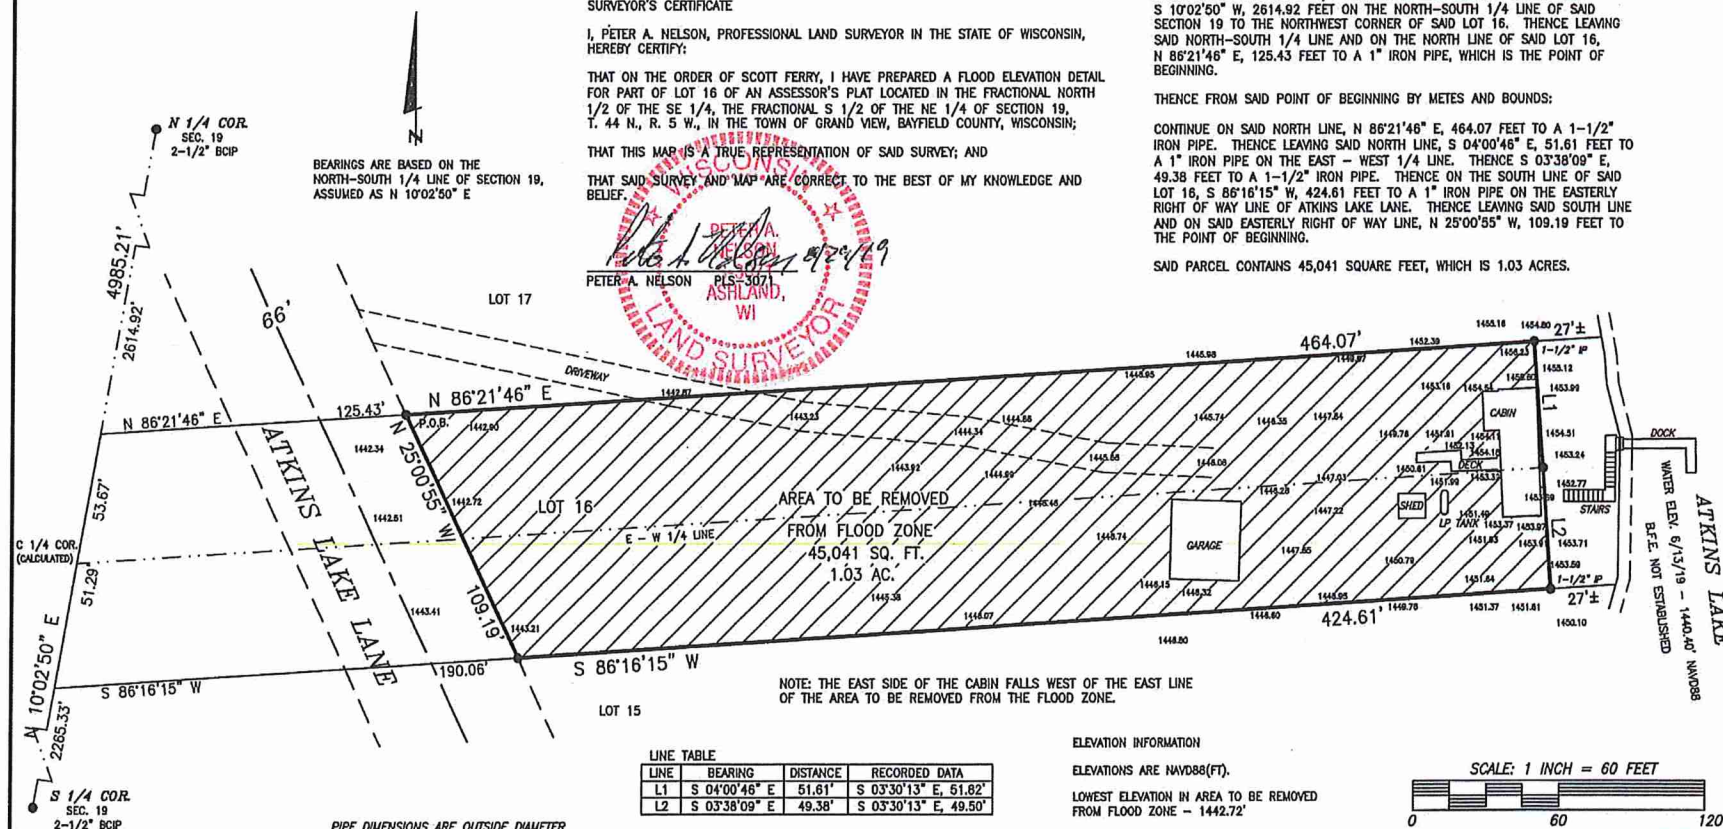 SURVEYOR'S CERTIFICATE
I, PETER A. NELSON, PROFESSIONAL LAND SURVEYOR IN THE STATE OF WISCONSIN,
HEREBY CERTIFY:
THAT ON THE ORDER OF SCOTT FERRY, I HAVE PREPARED A FLOOD ELEVATION DETAIL
FOR PART OF LOT 16 OF AN ASSESSOR'S PLAT LOCATED IN THE FRACTIONAL NORTH
1/2 OF THE SE 1/4, THE FRACTIONAL S 1/2 OF THE NE 1/4 OF SECTION 19,
T. 44 N., R. 5 W., IN THE TOWN OF GRAND VIEW, BAYFIELD COUNTY, WISCONSIN;
THAT THIS MAP IS A TRUE REPRESENTATION OF SAID SURVEY; AND
THAT SAID SURVEY AND MAP ARE CORRECT TO THE BEST OF MY KNOWLEDGE AND
BELIEF.
PETER A. NELSON PLS-3071
WISCONSIN
PETER A.
NELSON
ASHLAND,
WI
LAND SURVEYOR
S 10°02'50" W, 2614.92 FEET ON THE NORTH-SOUTH 1/4 LINE OF SAID
SECTION 19 TO THE NORTHWEST CORNER OF SAID LOT 16. THENCE LEAVING
SAID NORTH-SOUTH 1/4 LINE AND ON THE NORTH LINE OF SAID LOT 16,
N 86°21'46" E, 125.43 FEET TO A 1" IRON PIPE, WHICH IS THE POINT OF
BEGINNING.
THENCE FROM SAID POINT OF BEGINNING BY METES AND BOUNDS:
CONTINUE ON SAID NORTH LINE, N 86°21'46" E, 464.07 FEET TO A 1-1/2"
IRON PIPE. THENCE LEAVING SAID NORTH LINE, S 04°00'46" E, 51.61 FEET TO
A 1" IRON PIPE ON THE EAST - WEST 1/4 LINE. THENCE S 03°38'09" E,
49.38 FEET TO A 1-1/2" IRON PIPE. THENCE ON THE SOUTH LINE OF SAID
LOT 16, S 86°16'15" W, 424.61 FEET TO A 1" IRON PIPE ON THE EASTERLY
RIGHT OF WAY LINE OF ATKINS LAKE LANE. THENCE LEAVING SAID SOUTH LINE
AND ON SAID EASTERLY RIGHT OF WAY LINE, N 25°00'55" W, 109.19 FEET TO
THE POINT OF BEGINNING.
SAID PARCEL CONTAINS 45,041 SQUARE FEET, WHICH IS 1.03 ACRES.
N
BEARINGS ARE BASED ON THE
NORTH-SOUTH 1/4 LINE OF SECTION 19,
ASSUMED AS N 10°02'50" E
N 1/4 COR.
SEC. 19
2-1/2" BCIP
4985.21'
2614.92'
66'
LOT 17
DRIVEWAY
N 86°21'46" E
125.43'
P.O.B.
N 86°21'46" E
464.07'
27'±
1-1/2" IP
N 25°00'55" W
109.19'
53.67'
C 1/4 COR.
(CALCULATED)
51.29'
N 10°02'50" E
2265.33'
ATKINS LAKE LANE
1442.34
1442.51
1443.41
1442.90
1442.72
1443.21
LOT 16
E - W 1/4 LINE
AREA TO BE REMOVED
FROM FLOOD ZONE
45,041 SQ. FT.
1.03 AC.
GARAGE
SHED
LP TANK
DECK
CABIN
L1
L2
STAIRS
DOCK
ATKINS LAKE
WATER ELEV. 6/13/19 - 1440.40' NAVD88
B.F.E. NOT ESTABLISHED
1-1/2" IP
27'±
S 86°16'15" W
190.06'
S 86°16'15" W
424.61'
LOT 15
NOTE: THE EAST SIDE OF THE CABIN FALLS WEST OF THE EAST LINE
OF THE AREA TO BE REMOVED FROM THE FLOOD ZONE.
S 1/4 COR.
SEC. 19
2-1/2" BCIP
PIPE DIMENSIONS ARE OUTSIDE DIAMETER
LINE TABLE
LINE BEARING DISTANCE RECORDED DATA
L1 S 04°00'46" E 51.61' S 03°30'13" E, 51.82'
L2 S 03°38'09" E 49.38' S 03°30'13" E, 49.50'
ELEVATION INFORMATION
ELEVATIONS ARE NAVD88(FT).
LOWEST ELEVATION IN AREA TO BE REMOVED
FROM FLOOD ZONE - 1442.72'
SCALE: 1 INCH = 60 FEET
0 60 120